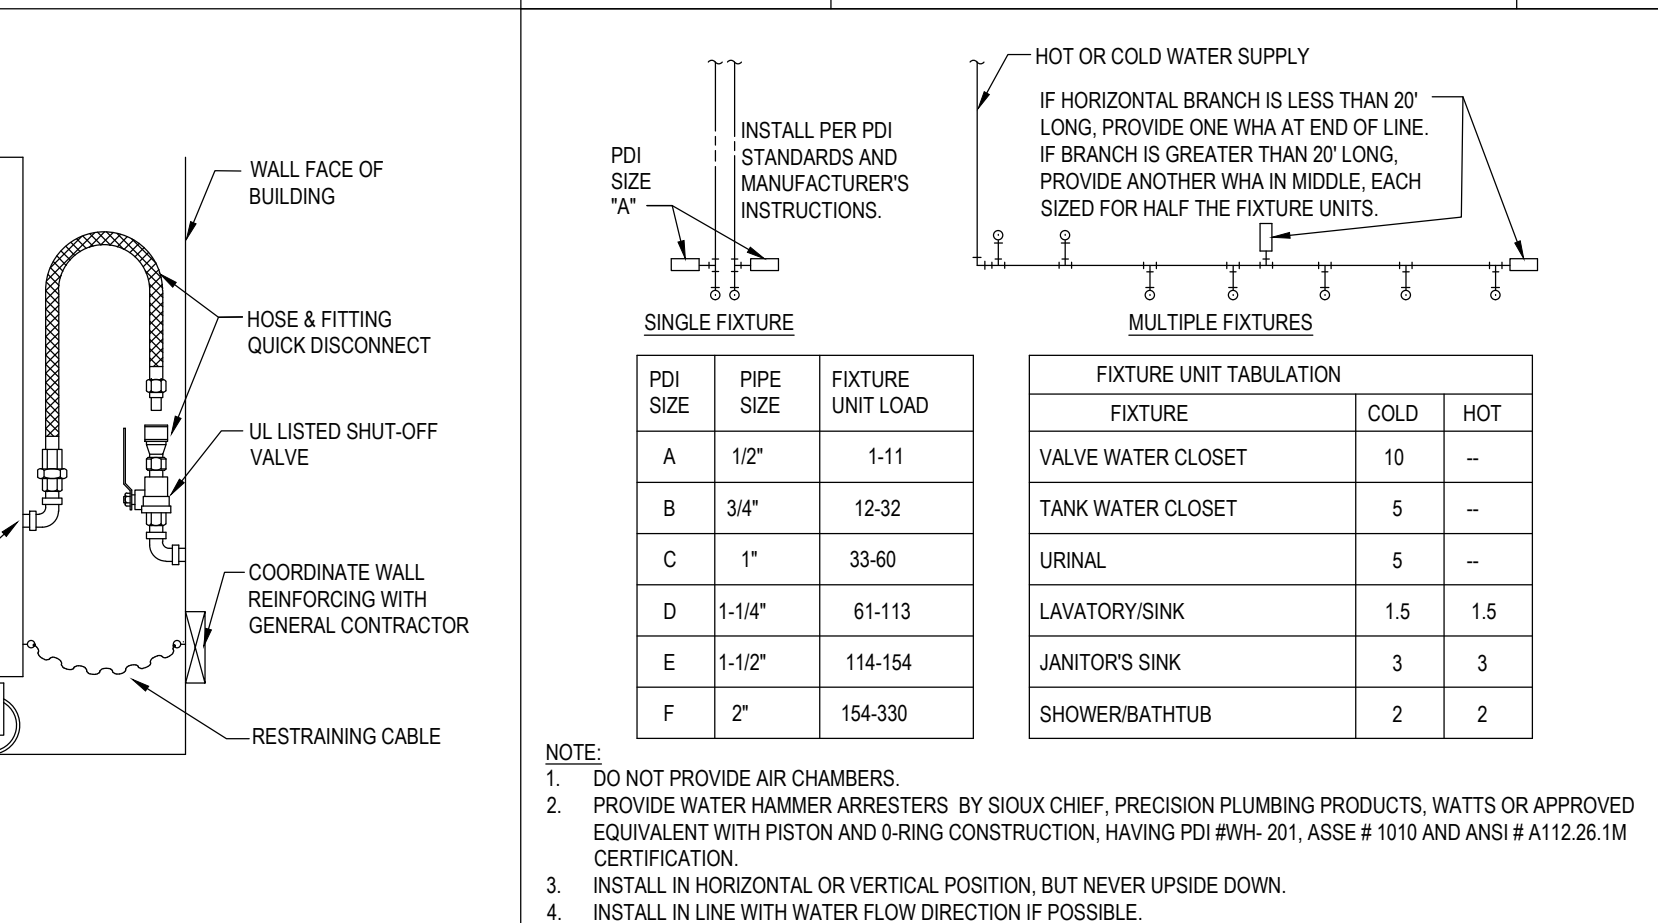 WALL FACE OF
BUILDING
HOSE & FITTING
QUICK DISCONNECT
UL LISTED SHUT-OFF
VALVE
COORDINATE WALL
REINFORCING WITH
GENERAL CONTRACTOR
RESTRAINING CABLE
PDI
SIZE
"A"
INSTALL PER PDI
STANDARDS AND
MANUFACTURER'S
INSTRUCTIONS.
SINGLE FIXTURE
HOT OR COLD WATER SUPPLY
IF HORIZONTAL BRANCH IS LESS THAN 20'
LONG, PROVIDE ONE WHA AT END OF LINE.
IF BRANCH IS GREATER THAN 20' LONG,
PROVIDE ANOTHER WHA IN MIDDLE, EACH
SIZED FOR HALF THE FIXTURE UNITS.
MULTIPLE FIXTURES
PDI SIZE PIPE SIZE FIXTURE UNIT LOAD
A 1/2" 1-11
B 3/4" 12-32
C 1" 33-60
D 1-1/4" 61-113
E 1-1/2" 114-154
F 2" 154-330
FIXTURE UNIT TABULATION
FIXTURE COLD HOT
VALVE WATER CLOSET 10 --
TANK WATER CLOSET 5 --
URINAL 5 --
LAVATORY/SINK 1.5 1.5
JANITOR'S SINK 3 3
SHOWER/BATHTUB 2 2
NOTE:
1. DO NOT PROVIDE AIR CHAMBERS.
2. PROVIDE WATER HAMMER ARRESTERS BY SIOUX CHIEF, PRECISION PLUMBING PRODUCTS, WATTS OR APPROVED
EQUIVALENT WITH PISTON AND 0-RING CONSTRUCTION, HAVING PDI #WH- 201, ASSE # 1010 AND ANSI # A112.26.1M
CERTIFICATION.
3. INSTALL IN HORIZONTAL OR VERTICAL POSITION, BUT NEVER UPSIDE DOWN.
4. INSTALL IN LINE WITH WATER FLOW DIRECTION IF POSSIBLE.